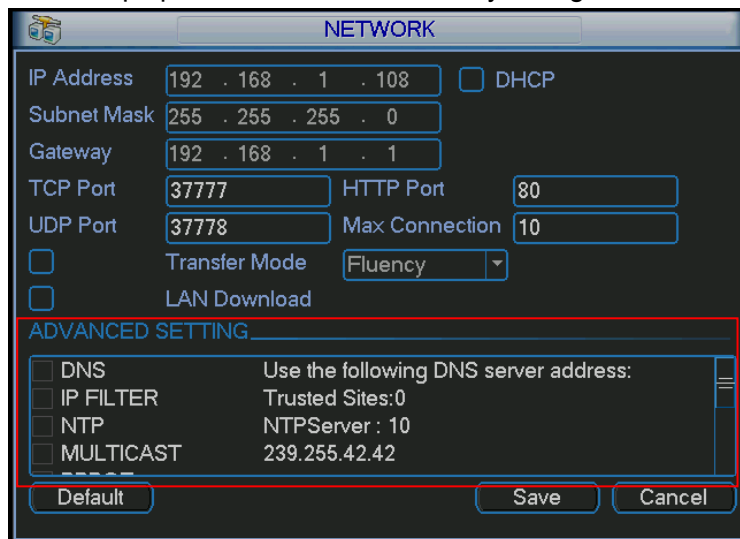 NETWORK
IP Address 192 . 168 . 1 . 108 DHCP
Subnet Mask 255 . 255 . 255 . 0
Gateway 192 . 168 . 1 . 1
TCP Port 37777 HTTP Port 80
UDP Port 37778 Max Connection 10
Transfer Mode Fluency
LAN Download
ADVANCED SETTING
DNS Use the following DNS server address:
IP FILTER Trusted Sites:0
NTP NTPServer : 10
MULTICAST 239.255.42.42
Default Save Cancel